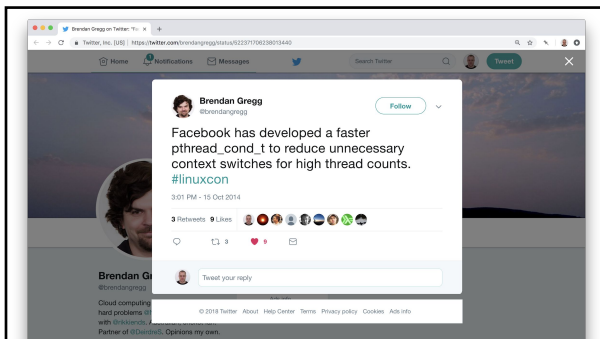 Brendan Gregg on Twitter: "Fac
Twitter, Inc. [US] | https://twitter.com/brendangregg/status/522371706238013440
Home Notifications Messages Search Twitter Tweet
Brendan Gregg
@brendangregg
Follow
Facebook has developed a faster
pthread_cond_t to reduce unnecessary
context switches for high thread counts.
#linuxcon
3:01 PM - 15 Oct 2014
3 Retweets 9 Likes
3 9
Tweet your reply
© 2018 Twitter About Help Center Terms Privacy policy Cookies Ads info
Brendan Gr
@brendangregg
Cloud computing
hard problems
with @rikkiends,
Partner of @DeirdreS. Opinions my own.